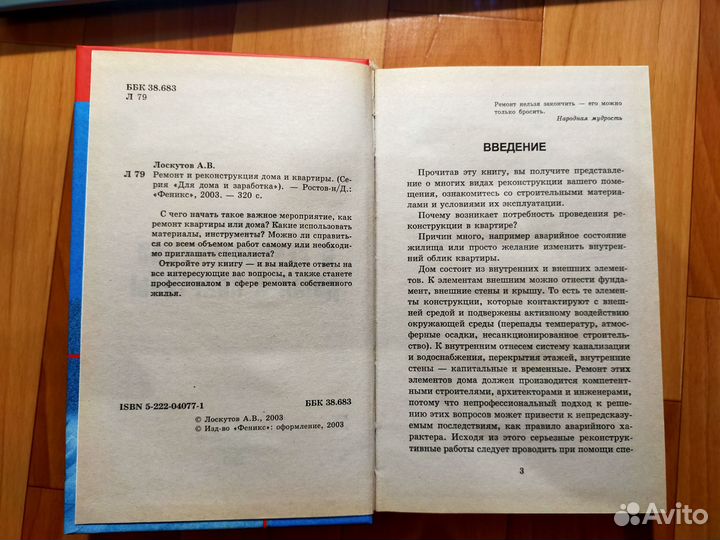 ББК 38.683
Л 79
Лоскутов А.В.
Л 79 Ремонт и реконструкция дома и квартиры. (Се-
рия «Для дома и заработка»). — Ростов-н/Д.:
«Феникс», 2003. — 320 с.
С чего начать такое важное мероприятие, как
ремонт квартиры или дома? Какие использовать
материалы, инструменты? Можно ли справить-
ся со всем объемом работ самому или необходи-
мо приглашать специалиста?
Откройте эту книгу — и вы найдете ответы на
все интересующие вас вопросы, а также станете
профессионалом в сфере ремонта собственного
жилья.
ISBN 5-222-04077-1
ББК 38.683
© Лоскутов А.В., 2003
© Изд-во «Феникс»: оформление, 2003
Ремонт нельзя закончить — его можно
только бросить.
Народная мудрость
ВВЕДЕНИЕ
Прочитав эту книгу, вы получите представле-
ние о многих видах реконструкции вашего поме-
щения, ознакомитесь со строительными материа-
лами и условиями их эксплуатации.
Почему возникает потребность проведения ре-
конструкции в квартире?
Причин много, например аварийное состояние
жилища или просто желание изменить внутрен-
ний облик квартиры.
Дом состоит из внутренних и внешних элемен-
тов. К элементам внешним можно отнести фунда-
мент, внешние стены и крышу. То есть те элемен-
ты конструкции, которые контактируют с внеш-
ней средой и подвержены активному воздействию
окружающей среды (перепады температур, атмос-
ферные осадки, несанкционированное строитель-
ство). К внутренним отнесем систему канализации
и водоснабжения, перекрытия этажей, внутренние
стены — капитальные и временные. Ремонт этих
элементов дома должен производится компетент-
ными строителями, архитекторами и инженерами,
потому что непрофессиональный подход к реше-
нию этих вопросов может привести к непредсказу-
емым последствиям, как правило аварийного ха-
рактера. Исходя из этого серьезные реконструк-
тивные работы следует проводить при помощи спе-
3
Avito